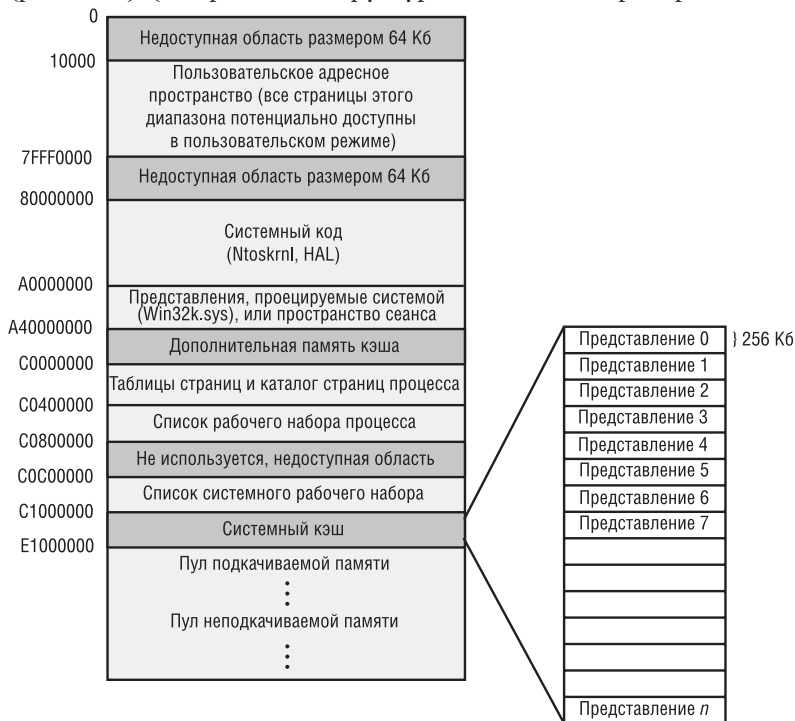 0
Недоступная область размером 64 Кб
10000
Пользовательское адресное
пространство (все страницы этого
диапазона потенциально доступны
в пользовательском режиме)
7FFF0000
Недоступная область размером 64 Кб
80000000
Системный код
(Ntoskrnl, HAL)
A0000000
Представления, проецируемые системой
(Win32k.sys), или пространство сеанса
A40000000
Дополнительная память кэша
C0000000
Таблицы страниц и каталог страниц процесса
C0400000
Список рабочего набора процесса
C0800000
Не используется, недоступная область
C0C00000
Список системного рабочего набора
C1000000
Системный кэш
E1000000
Пул подкачиваемой памяти
Пул неподкачиваемой памяти
Представление 0 } 256 Кб
Представление 1
Представление 2
Представление 3
Представление 4
Представление 5
Представление 6
Представление 7
Представление n